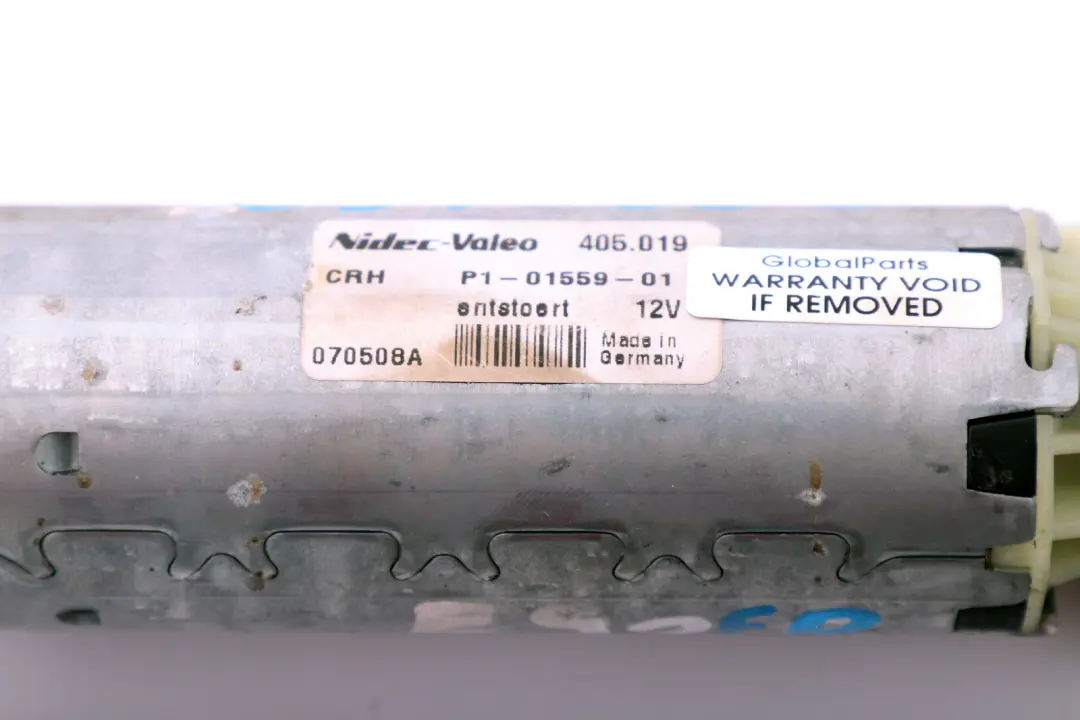 Nidec-Valeo 405.019
CRH P1-01559-01
entstoert 12V
070508A Made in
Germany
GlobalParts
WARRANTY VOID
IF REMOVED